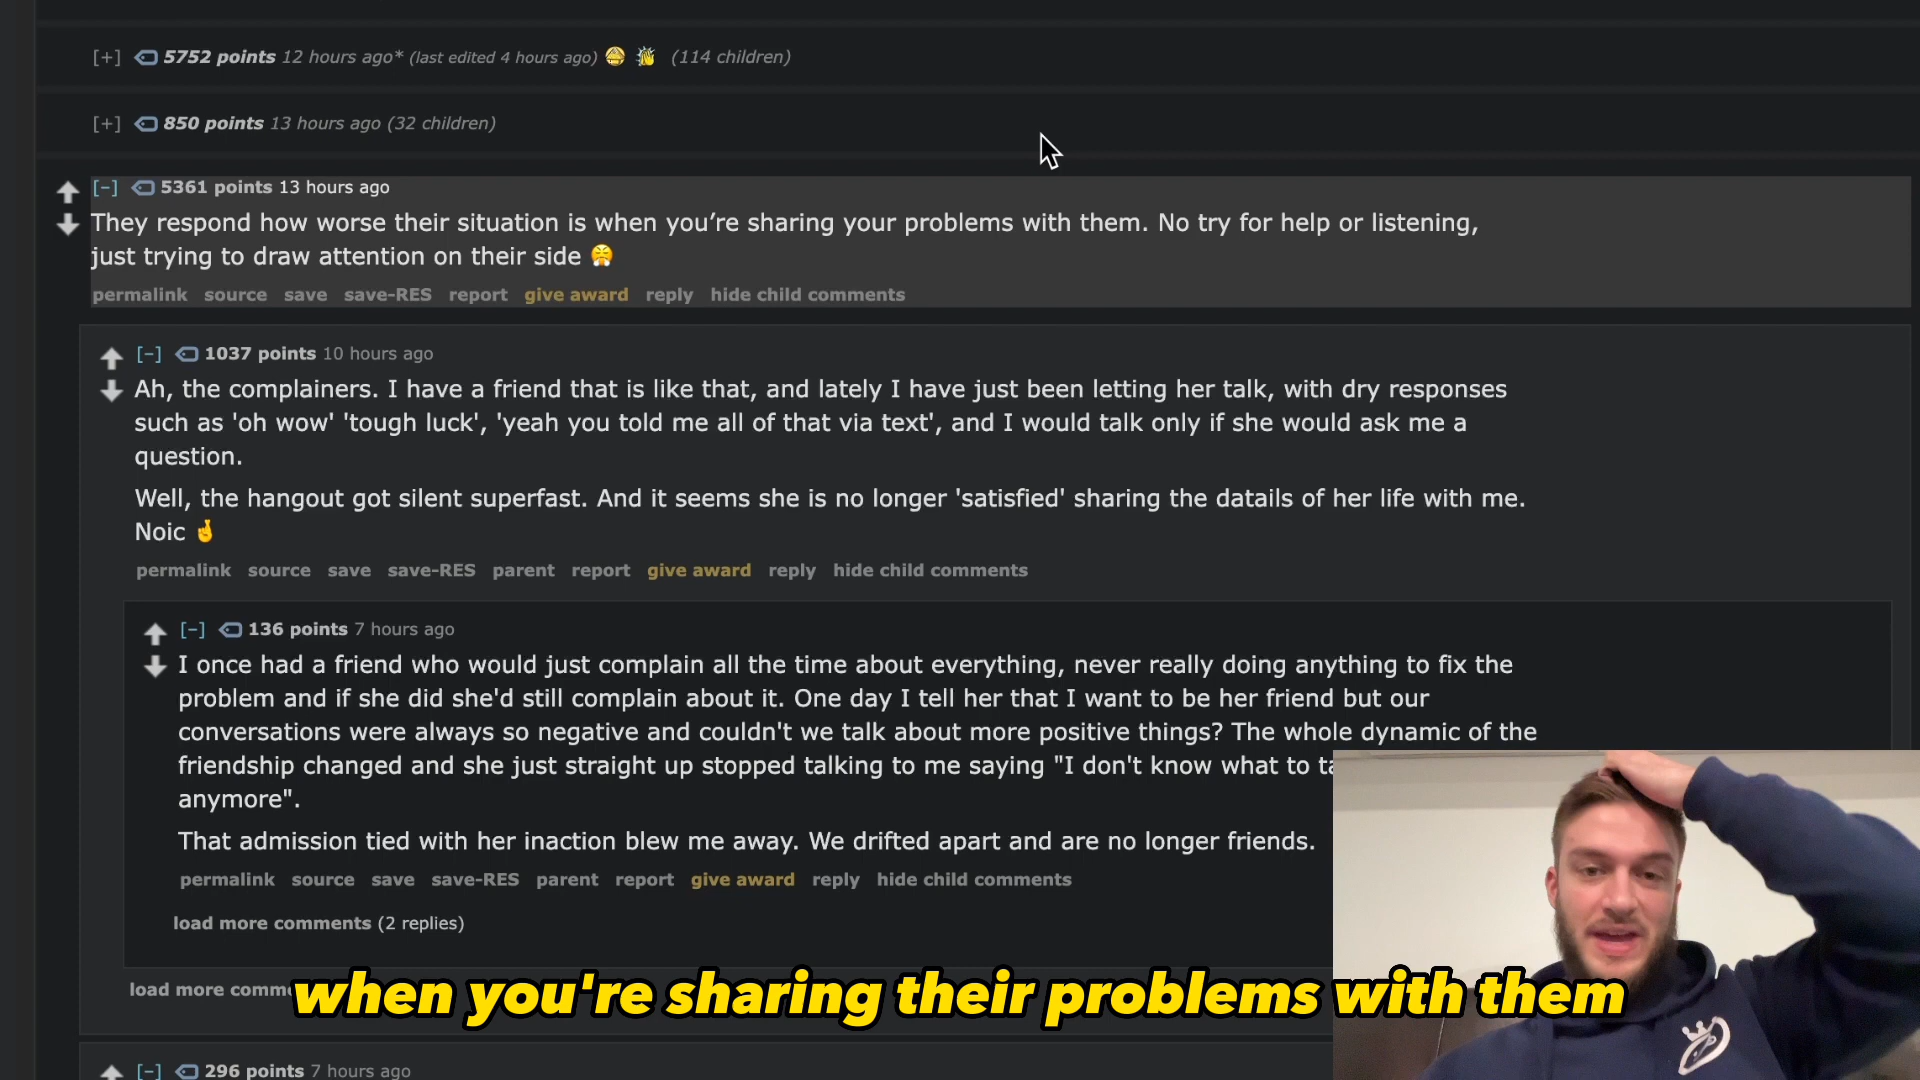 [+] 5752 points 12 hours ago* (last edited 4 hours ago) (114 children)
[+] 850 points 13 hours ago (32 children)
[-] 5361 points 13 hours ago
They respond how worse their situation is when you’re sharing your problems with them. No try for help or listening,
just trying to draw attention on their side 😤
permalink source save save-RES report give award reply hide child comments
[-] 1037 points 10 hours ago
Ah, the complainers. I have a friend that is like that, and lately I have just been letting her talk, with dry responses
such as 'oh wow' 'tough luck', 'yeah you told me all of that via text', and I would talk only if she would ask me a
question.
Well, the hangout got silent superfast. And it seems she is no longer 'satisfied' sharing the datails of her life with me.
Noic 🤞
permalink source save save-RES parent report give award reply hide child comments
[-] 136 points 7 hours ago
I once had a friend who would just complain all the time about everything, never really doing anything to fix the
problem and if she did she'd still complain about it. One day I tell her that I want to be her friend but our
conversations were always so negative and couldn't we talk about more positive things? The whole dynamic of the
friendship changed and she just straight up stopped talking to me saying "I don't know what to
anymore".
That admission tied with her inaction blew me away. We drifted apart and are no longer friends.
permalink source save save-RES parent report give award reply hide child comments
load more comments (2 replies)
load more
when you're sharing their problems with them
[-] 296 points 7 hours ago